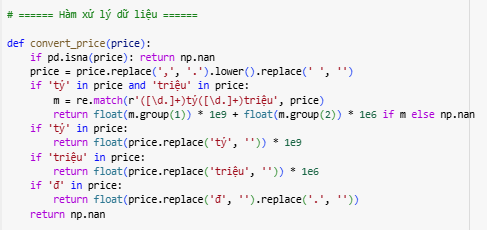 # ====== Hàm xử lý dữ liệu ======
def convert_price(price):
    if pd.isna(price): return np.nan
    price = price.replace(',', '.').lower().replace(' ', '')
    if 'tỷ' in price and 'triệu' in price:
        m = re.match(r'([\d.]+)tỷ([\d.]+)triệu', price)
        return float(m.group(1)) * 1e9 + float(m.group(2)) * 1e6 if m else np.nan
    if 'tỷ' in price:
        return float(price.replace('tỷ', '')) * 1e9
    if 'triệu' in price:
        return float(price.replace('triệu', '')) * 1e6
    if 'đ' in price:
        return float(price.replace('đ', '').replace('.', ''))
    return np.nan